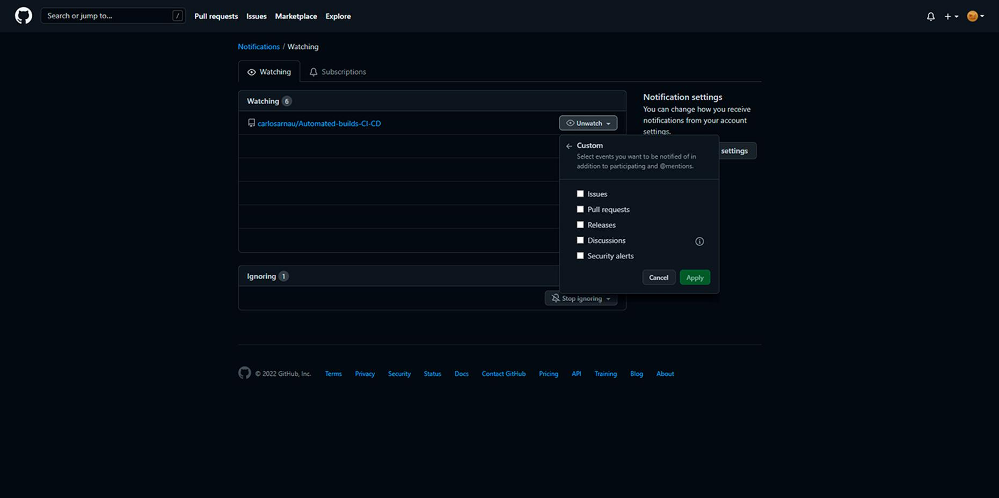 Search or jump to...
/
Pull requests
Issues
Marketplace
Explore
Notifications / Watching
Watching
Subscriptions
Watching 6
carlosarnau/Automated-builds-CI-CD
Unwatch
Notification settings
You can change how you receive
notifications from your account
settings.
settings
Custom
Select events you want to be notified of in
addition to participating and @mentions.
Issues
Pull requests
Releases
Discussions
Security alerts
Cancel
Apply
Ignoring 1
Stop ignoring
© 2022 GitHub, Inc.
Terms
Privacy
Security
Status
Docs
Contact GitHub
Pricing
API
Training
Blog
About